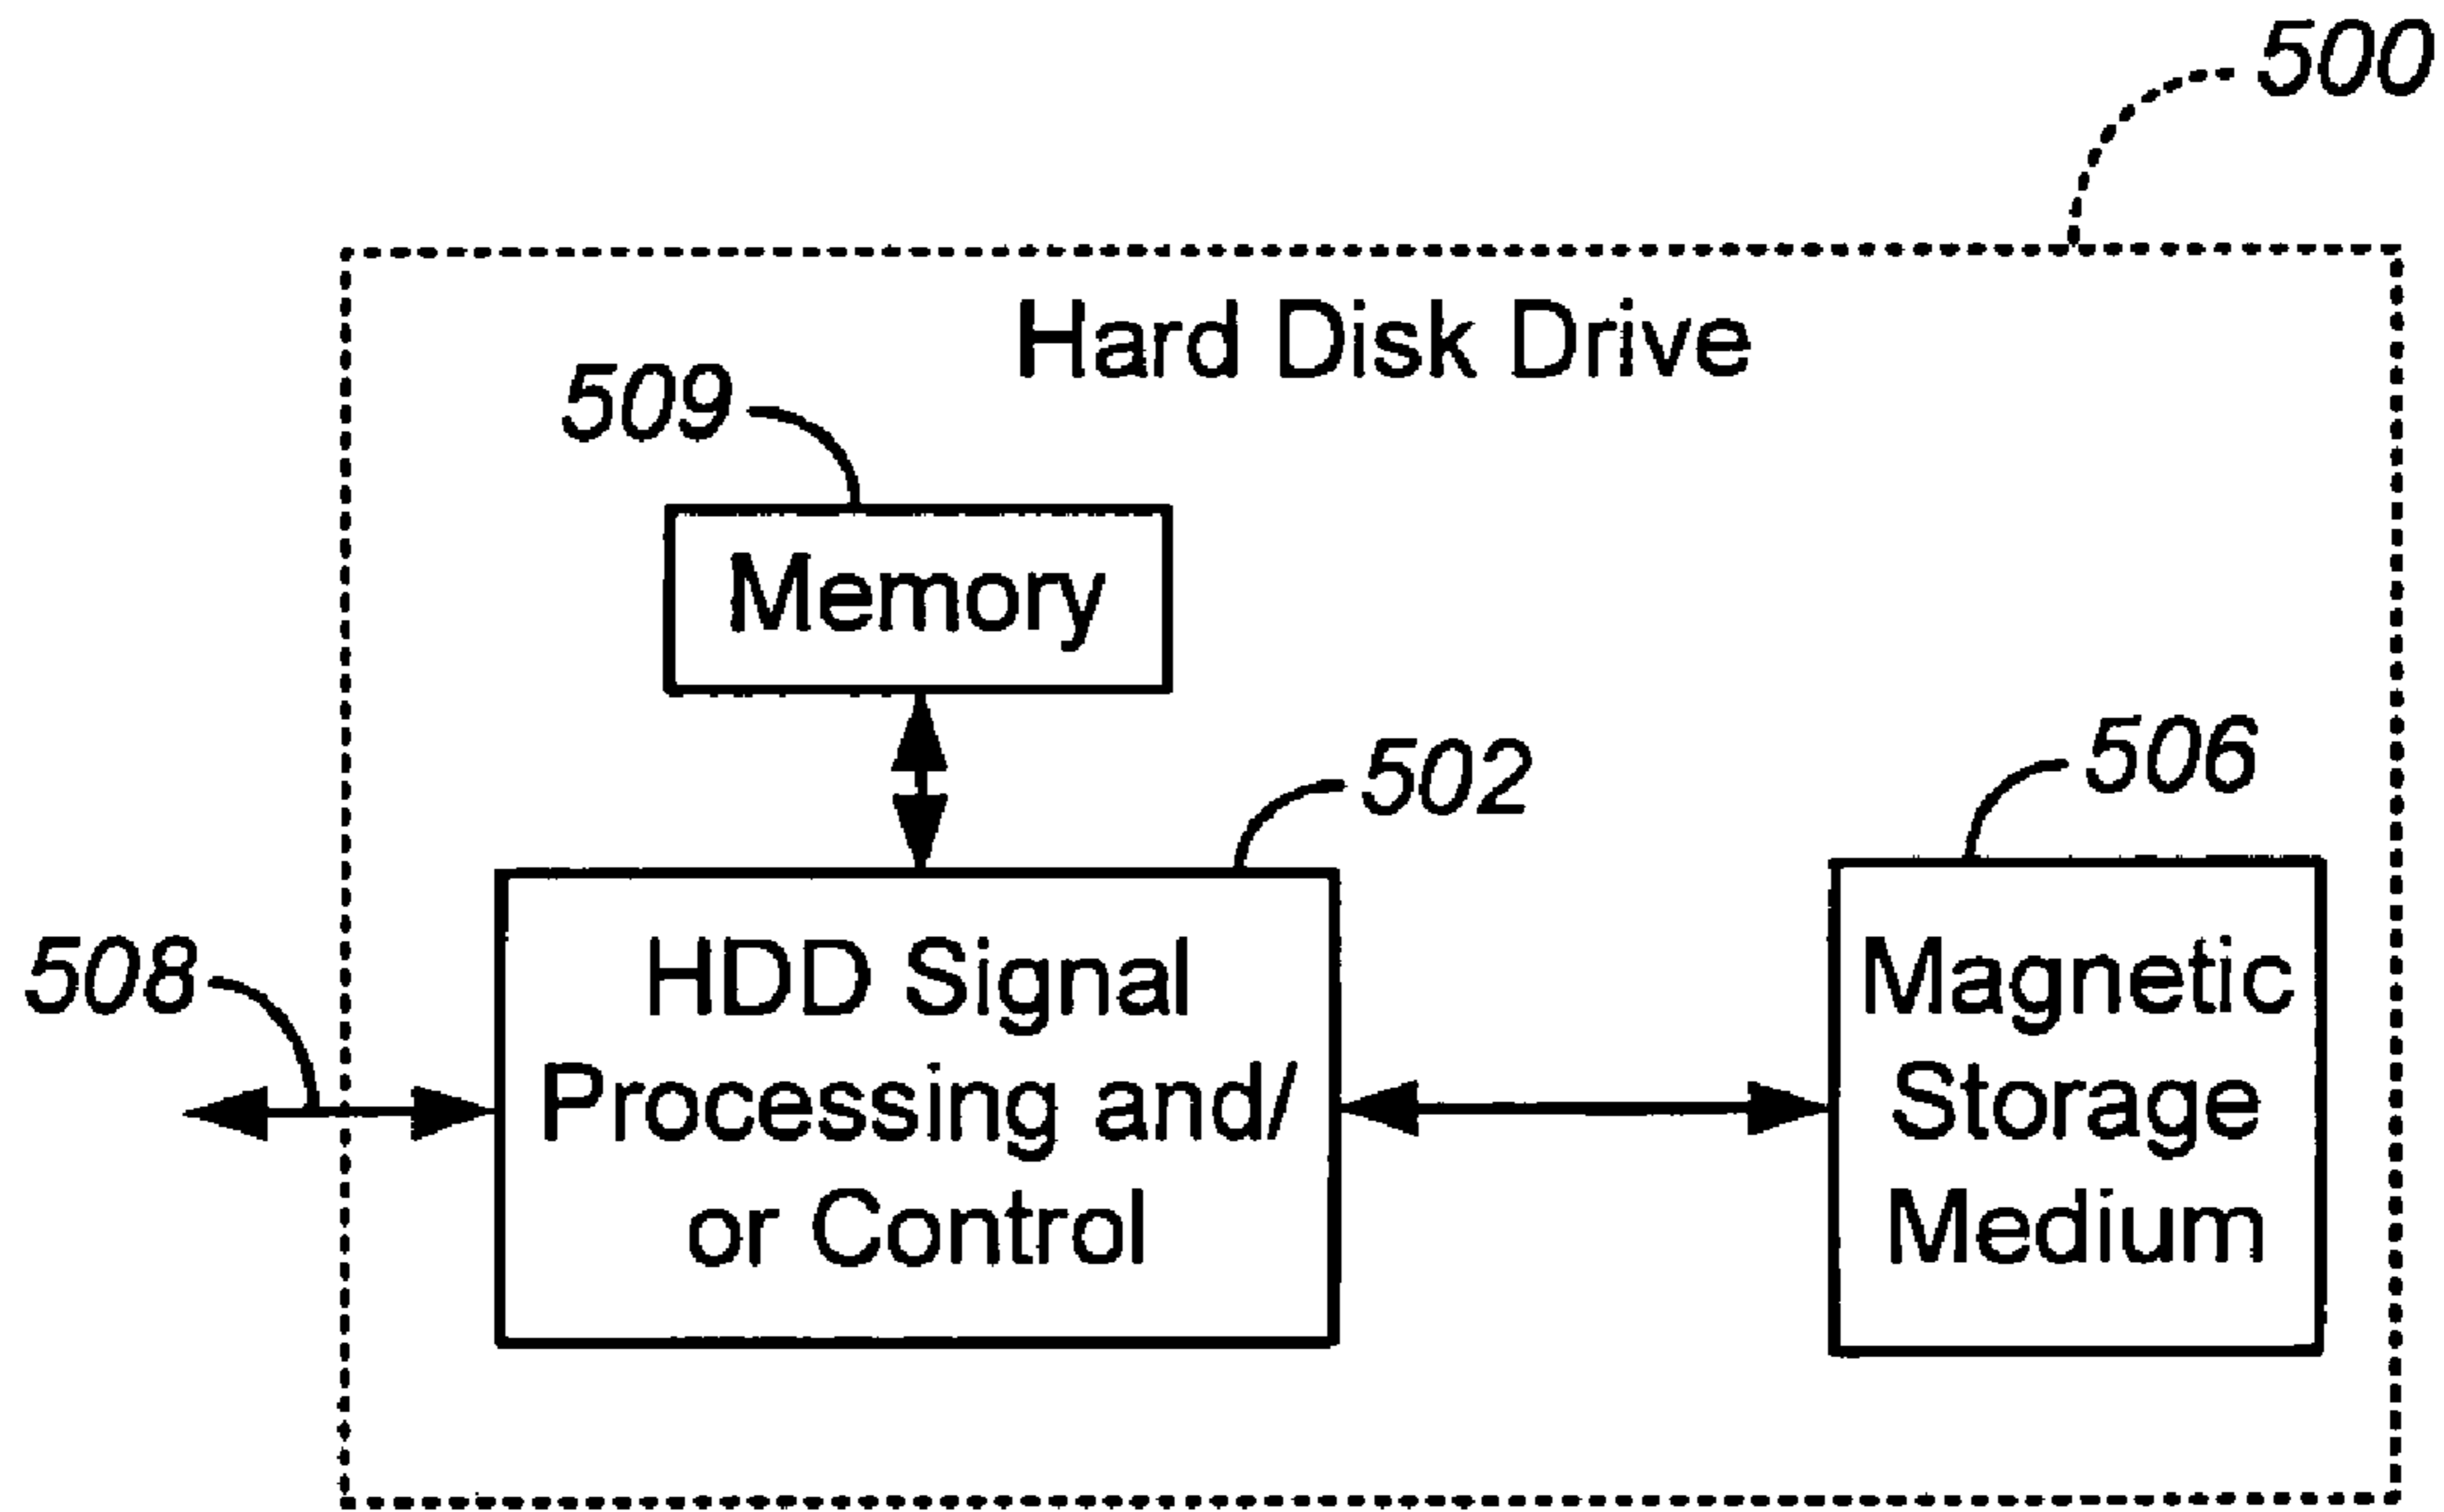 500
Hard Disk Drive
509
Memory
502
506
508
HDD Signal
Processing and/
or Control
Magnetic
Storage
Medium